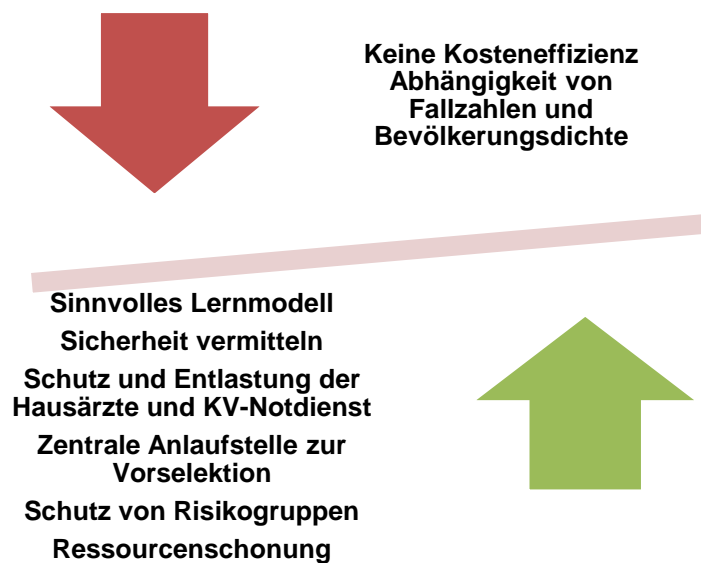 Keine Kosteneffizienz
Abhängigkeit von
Fallzahlen und
Bevölkerungsdichte
Sinnvolles Lernmodell
Sicherheit vermitteln
Schutz und Entlastung der
Hausärzte und KV-Notdienst
Zentrale Anlaufstelle zur
Vorselektion
Schutz von Risikogruppen
Ressourcenschonung